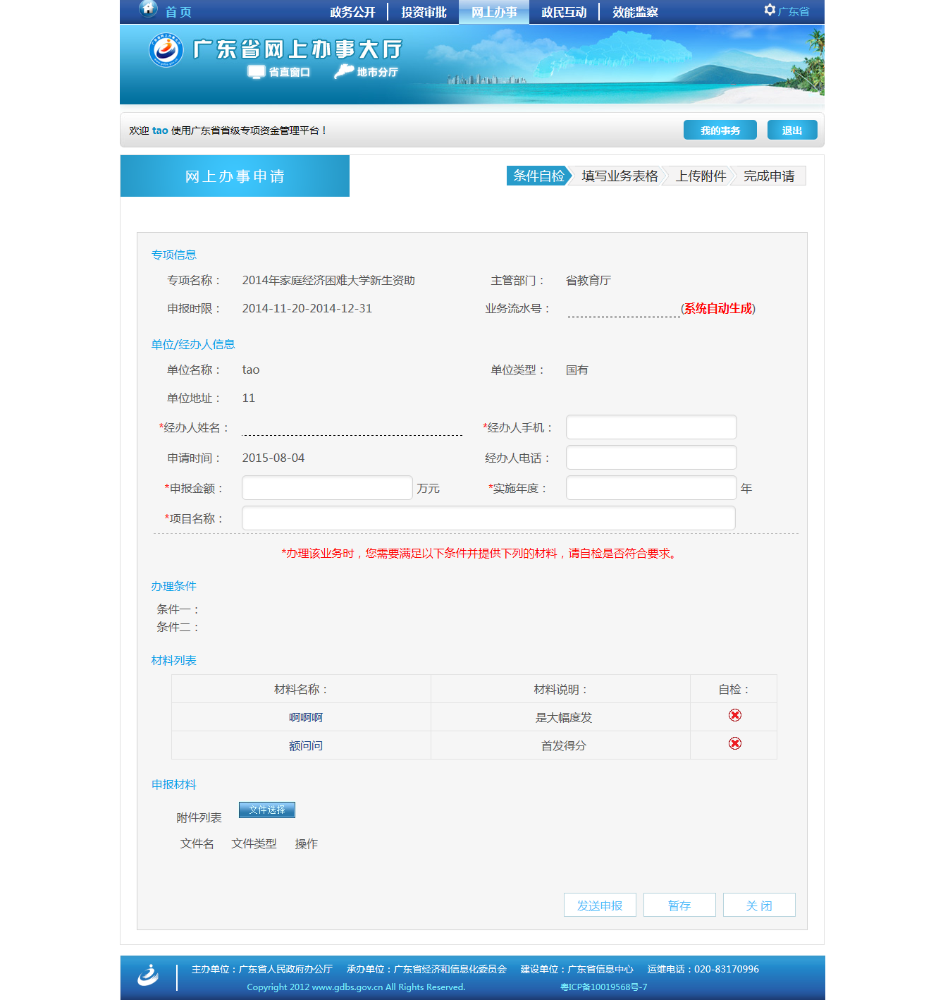 首 页 政务公开 投资审批 网上办事 政民互动 效能监察 广东省
广东省网上办事大厅
省直窗口 地市分厅
欢迎 tao 使用广东省省级专项资金管理平台！ 我的事务 退出
网上办事申请 条件自检 填写业务表格 上传附件 完成申请
专项信息
专项名称： 2014年家庭经济困难大学新生资助 主管部门： 省教育厅
申报时限： 2014-11-20-2014-12-31 业务流水号： (系统自动生成)
单位/经办人信息
单位名称： tao 单位类型： 国有
单位地址： 11
*经办人姓名： *经办人手机：
申请时间： 2015-08-04 经办人电话：
*申报金额： 万元 *实施年度： 年
*项目名称：
*办理该业务时，您需要满足以下条件并提供下列的材料，请自检是否符合要求。
办理条件
条件一：
条件二：
材料列表
材料名称： 材料说明： 自检：
啊啊啊 是大幅度发
额问问 首发得分
申报材料
附件列表 文件选择
文件名 文件类型 操作
发送申报 暂存 关 闭
主办单位：广东省人民政府办公厅 承办单位：广东省经济和信息化委员会 建设单位：广东省信息中心 运维电话：020-83170996
Copyright 2012 www.gdbs.gov.cn All Rights Reserved. 粤ICP备10019568号-7